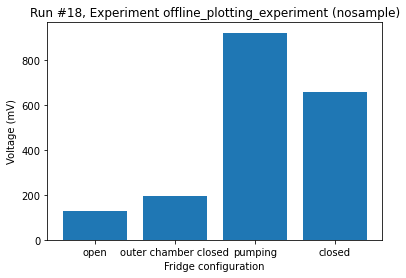 Run #18, Experiment offline_plotting_experiment (nosample)
800
600
400
200
0
Voltage (mV)
open outer chamber closed pumping closed
Fridge configuration